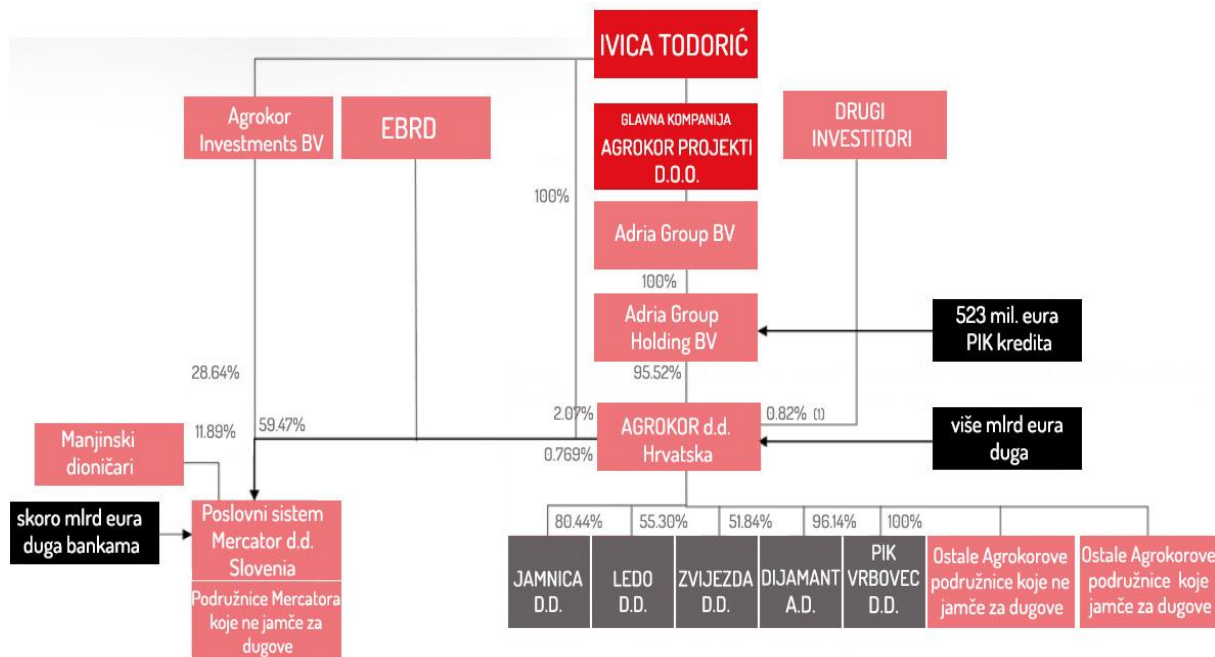 IVICA TODORIĆ
Agrokor
Investments BV
EBRD
GLAVNA KOMPANIJA
AGROKOR PROJEKTI
D.O.O.
DRUGI
INVESTITORI
100%
Adria Group BV
100%
Adria Group
Holding BV
523 mil. eura
PIK kredita
28.64%
95.52%
11.89%
59.47%
2.07%
0.769%
AGROKOR d.d.
Hrvatska
0.82% (1)
više mlrd eura
duga
Manjinski
dioničari
skoro mlrd eura
duga bankama
Poslovni sistem
Mercator d.d.
Slovenia
Podružnice Mercatora
koje ne jamče za
dugove
80.44%
55.30%
51.84%
96.14%
100%
JAMNICA
D.D.
LEDO
D.D.
ZVIJEZDA
D.D.
DIJAMANT
A.D.
PIK
VRBOVEC
D.D.
Ostale Agrokorove
podružnice koje ne
jamče za dugove
Ostale Agrokorove
podružnice koje
jamče za dugove